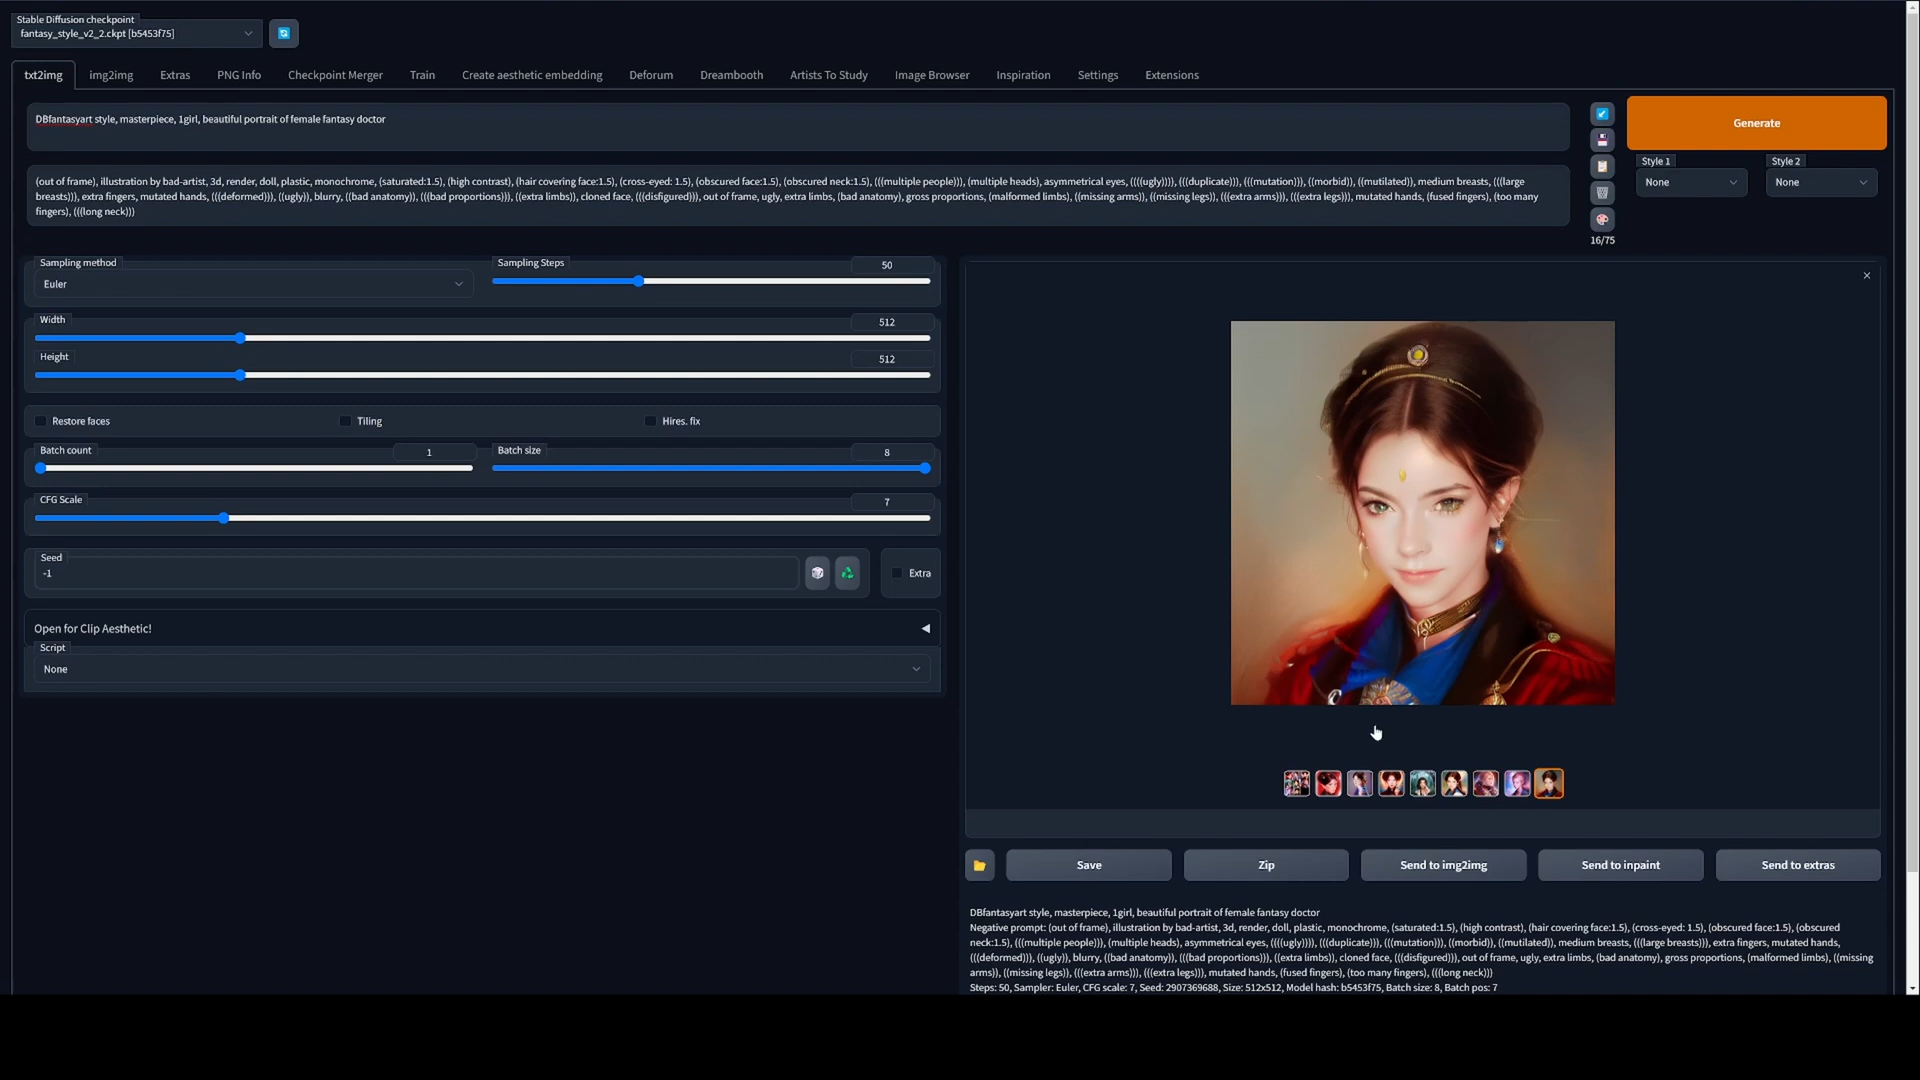 Stable Diffusion checkpoint
fantasy_style_v2_2.ckpt [b5453f75]
txt2img
img2img
Extras
PNG Info
Checkpoint Merger
Train
Create aesthetic embedding
Deforum
Dreambooth
Artists To Study
Image Browser
Inspiration
Settings
Extensions
DBfantasyart style, masterpiece, 1girl, beautiful portrait of female fantasy doctor
(out of frame), illustration by bad-artist, 3d, render, doll, plastic, monochrome, (saturated:1.5), (high contrast), (hair covering face:1.5), (cross-eyed: 1.5), (obscured face:1.5), (obscured neck:1.5), (((multiple people))), (multiple heads), asymmetrical eyes, ((((ugly)))), (((duplicate))), (((mutation))), ((morbid)), ((mutilated)), medium breasts, (((large
breasts))), extra fingers, mutated hands, (((deformed))), ((ugly)), blurry, ((bad anatomy)), (((bad proportions))), ((extra limbs)), cloned face, (((disfigured))), out of frame, ugly, extra limbs, (bad anatomy), gross proportions, (malformed limbs), ((missing arms)), ((missing legs)), (((extra arms))), (((extra legs))), mutated hands, (fused fingers), (too many
fingers), (((long neck)))
16/75
Generate
Style 1
None
Style 2
None
Sampling method
Euler
Sampling Steps
50
Width
512
Height
512
Restore faces
Tiling
Hires. fix
Batch count
1
Batch size
8
CFG Scale
7
Seed
-1
Extra
Open for Clip Aesthetic!
Script
None
Save
Zip
Send to img2img
Send to inpaint
Send to extras
DBfantasyart style, masterpiece, 1girl, beautiful portrait of female fantasy doctor
Negative prompt: (out of frame), illustration by bad-artist, 3d, render, doll, plastic, monochrome, (saturated:1.5), (high contrast), (hair covering face:1.5), (cross-eyed: 1.5), (obscured face:1.5), (obscured
neck:1.5), (((multiple people))), (multiple heads), asymmetrical eyes, ((((ugly)))), (((duplicate))), (((mutation))), ((morbid)), ((mutilated)), medium breasts, (((large breasts))), extra fingers, mutated hands,
(((deformed))), ((ugly)), blurry, ((bad anatomy)), (((bad proportions))), ((extra limbs)), cloned face, (((disfigured))), out of frame, ugly, extra limbs, (bad anatomy), gross proportions, (malformed limbs), ((missing
arms)), ((missing legs)), (((extra arms))), (((extra legs))), mutated hands, (fused fingers), (too many fingers), (((long neck)))
Steps: 50, Sampler: Euler, CFG scale: 7, Seed: 2907369688, Size: 512x512, Model hash: b5453f75, Batch size: 8, Batch pos: 7